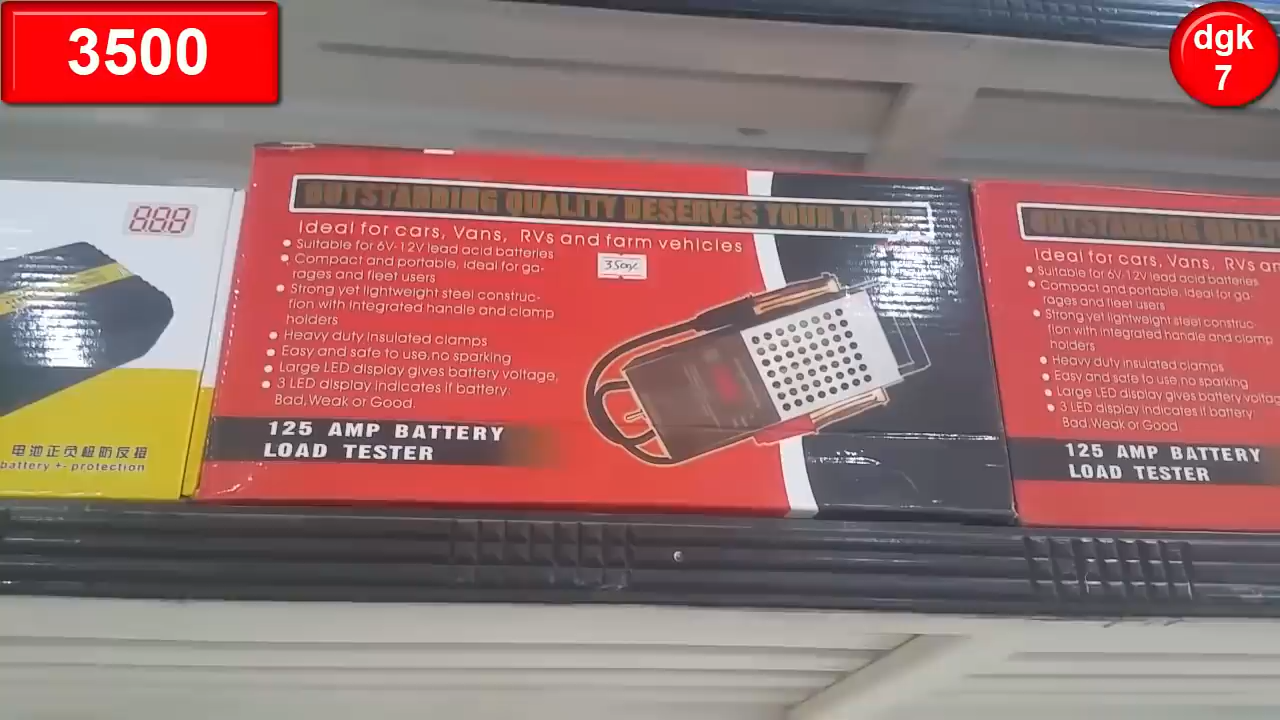 3500
dgk
7
888
电池正负极防反接
battery +- protection
OUTSTANDING QUALITY DESERVES YOUR
Ideal for cars, Vans, RVs and farm vehicles
• Suitable for 6V-12V lead acid batteries
• Compact and portable, ideal for ga-
rages and fleet users
• Strong yet lightweight steel construc-
tion with integrated handle and clamp
holders
• Heavy duty insulated clamps
• Easy and safe to use, no sparking
• Large LED display gives battery voltage,
• 3 LED display indicates if battery:
Bad, Weak or Good.
125 AMP BATTERY
LOAD TESTER
OUTSTANDING
Ideal for cars, Vans, RVs an
• Suitable for 6V-12V lead acid batteries
• Compact and portable, ideal for ga-
rages and fleet users
• Strong yet lightweight steel construc-
tion with integrated handle and clamp
holders
• Heavy duty insulated clamps
• Easy and safe to use, no sparking
• Large LED display gives battery voltag
• 3 LED display indicates if battery:
Bad, Weak or Good.
125 AMP BATTERY
LOAD TESTER